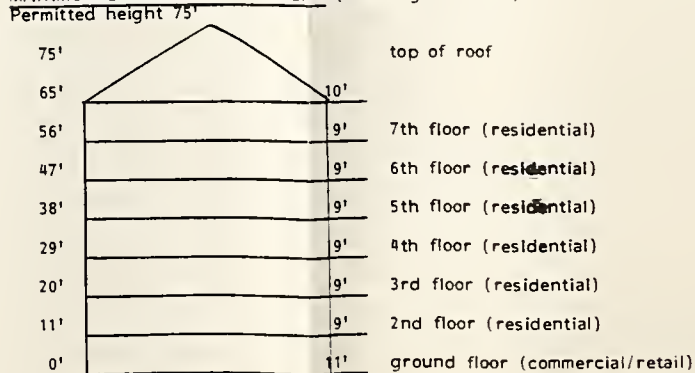 Permitted height 75'
75' top of roof
65' 10'
56' 9' 7th floor (residential)
47' 9' 6th floor (residential)
38' 9' 5th floor (residential)
29' 9' 4th floor (residential)
20' 9' 3rd floor (residential)
11' 9' 2nd floor (residential)
0' 11' ground floor (commercial/retail)